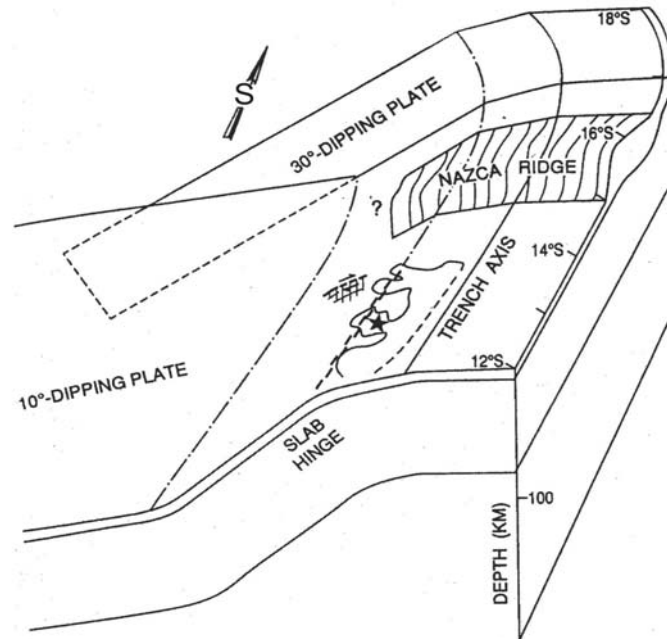 18°S
S
30°-DIPPING PLATE
16°S
NAZCA RIDGE
?
14°S
TRENCH AXIS
12°S
10°-DIPPING PLATE
SLAB
HINGE
100
DEPTH (KM)